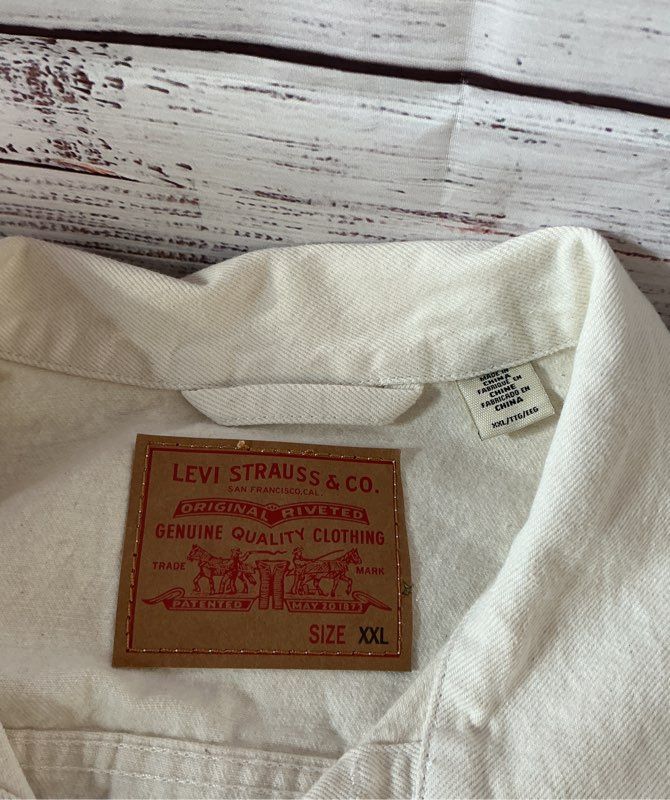 MADE IN
CHINA
FABRIQUÉ EN
CHINE
FABRICADO EN
CHINA
XXL/TTG/EEG
LEVI STRAUSS & CO.
SAN FRANCISCO, CAL.
ORIGINAL RIVETED
GENUINE QUALITY CLOTHING
TRADE MARK
PATENTED MAY 20 1873
SIZE XXL